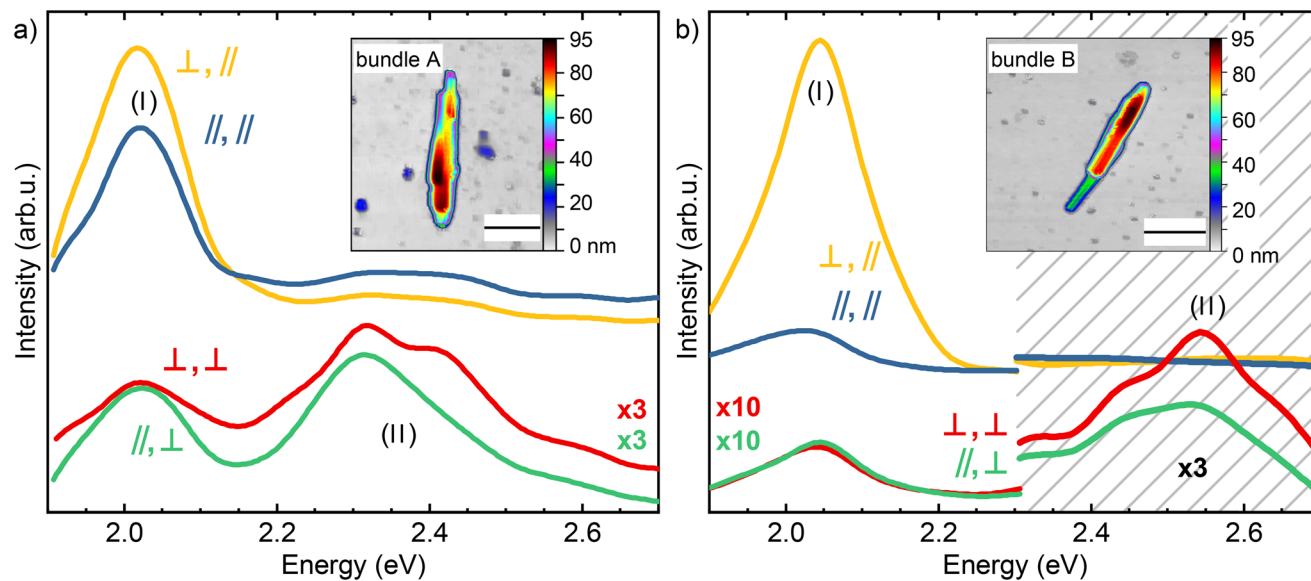 a)
Intensity (arb.u.)
⊥, //
(I)
//, //
bundle A
95
80
60
40
20
0 nm
⊥, ⊥
//, ⊥
(II)
x3
x3
2.0
2.2
2.4
2.6
Energy (eV)
b)
Intensity (arb.u.)
(I)
⊥, //
//, //
bundle B
95
80
60
40
20
0 nm
(II)
x10
x10
⊥, ⊥
//, ⊥
x3
2.0
2.2
2.4
2.6
Energy (eV)